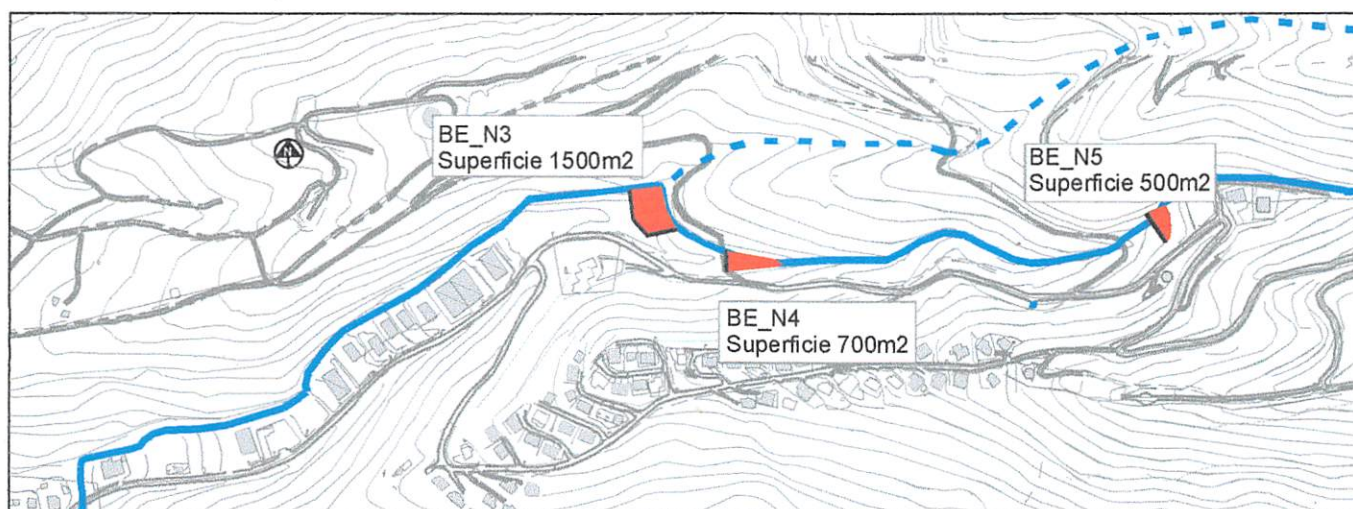 BE_N3
Superficie 1500m2
BE_N5
Superficie 500m2
BE_N4
Superficie 700m2
N